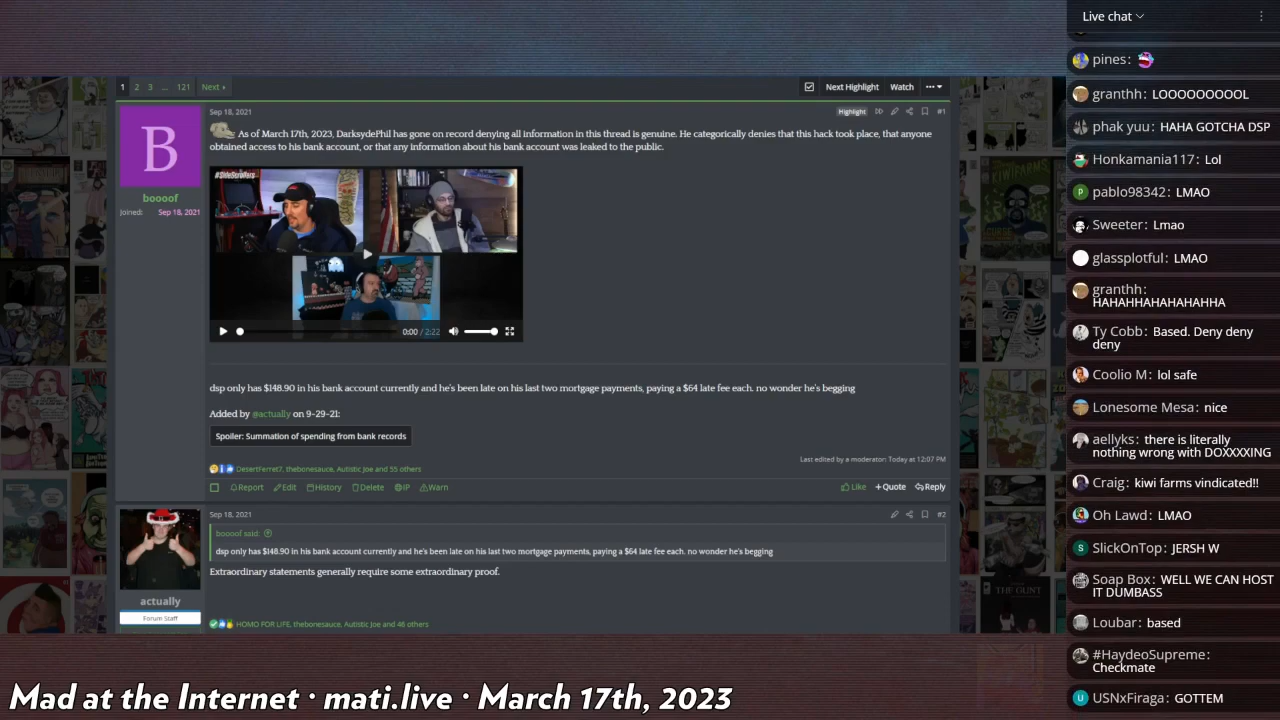 1 2 3 ... 121 Next
Next Highlight Watch
B
boooof
Joined: Sep 18, 2021
Sep 18, 2021
Highlight #1
As of March 17th, 2023, DarksydePhil has gone on record denying all information in this thread is genuine. He categorically denies that this hack took place, that anyone
obtained access to his bank account, or that any information about his bank account was leaked to the public.
#SideScrollers
0:00 / 2:22
dsp only has $148.90 in his bank account currently and he's been late on his last two mortgage payments, paying a $64 late fee each. no wonder he's begging
Added by @actually on 9-29-21:
Spoiler: Summation of spending from bank records
Last edited by a moderator: Today at 12:07 PM
DesertFerret7, thebonesauce, Autistic Joe and 55 others
Report Edit History Delete IP Warn
Like +Quote Reply
actually
Forum Staff
Sep 18, 2021
#2
boooof said:
dsp only has $148.90 in his bank account currently and he's been late on his last two mortgage payments, paying a $64 late fee each. no wonder he's begging
Extraordinary statements generally require some extraordinary proof.
HOMO FOR LIFE, thebonesauce, Autistic Joe and 46 others
KIWI FARMS
THE GUNT
Mad at the Internet · mati.live · March 17th, 2023
Live chat
pines:
granthh: LOOOOOOOOL
phak yuu: HAHA GOTCHA DSP
Honkamania117: Lol
pablo98342: LMAO
Sweeter: Lmao
glassplotful: LMAO
granthh:
HAHAHHAHAHAHAHHA
Ty Cobb: Based. Deny deny
deny
Coolio M: lol safe
Lonesome Mesa: nice
aellyks: there is literally
nothing wrong with DOXXXING
Craig: kiwi farms vindicated!!
Oh Lawd: LMAO
S
SlickOnTop: JERSH W
Soap Box: WELL WE CAN HOST
IT DUMBASS
Loubar: based
#HaydeoSupreme:
Checkmate
U
USNxFiraga: GOTTEM